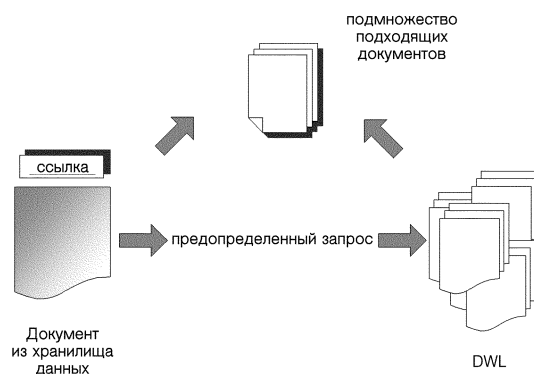 подмножество
подходящих
документов
ссылка
предопределенный запрос
Документ
из хранилища
данных
DWL